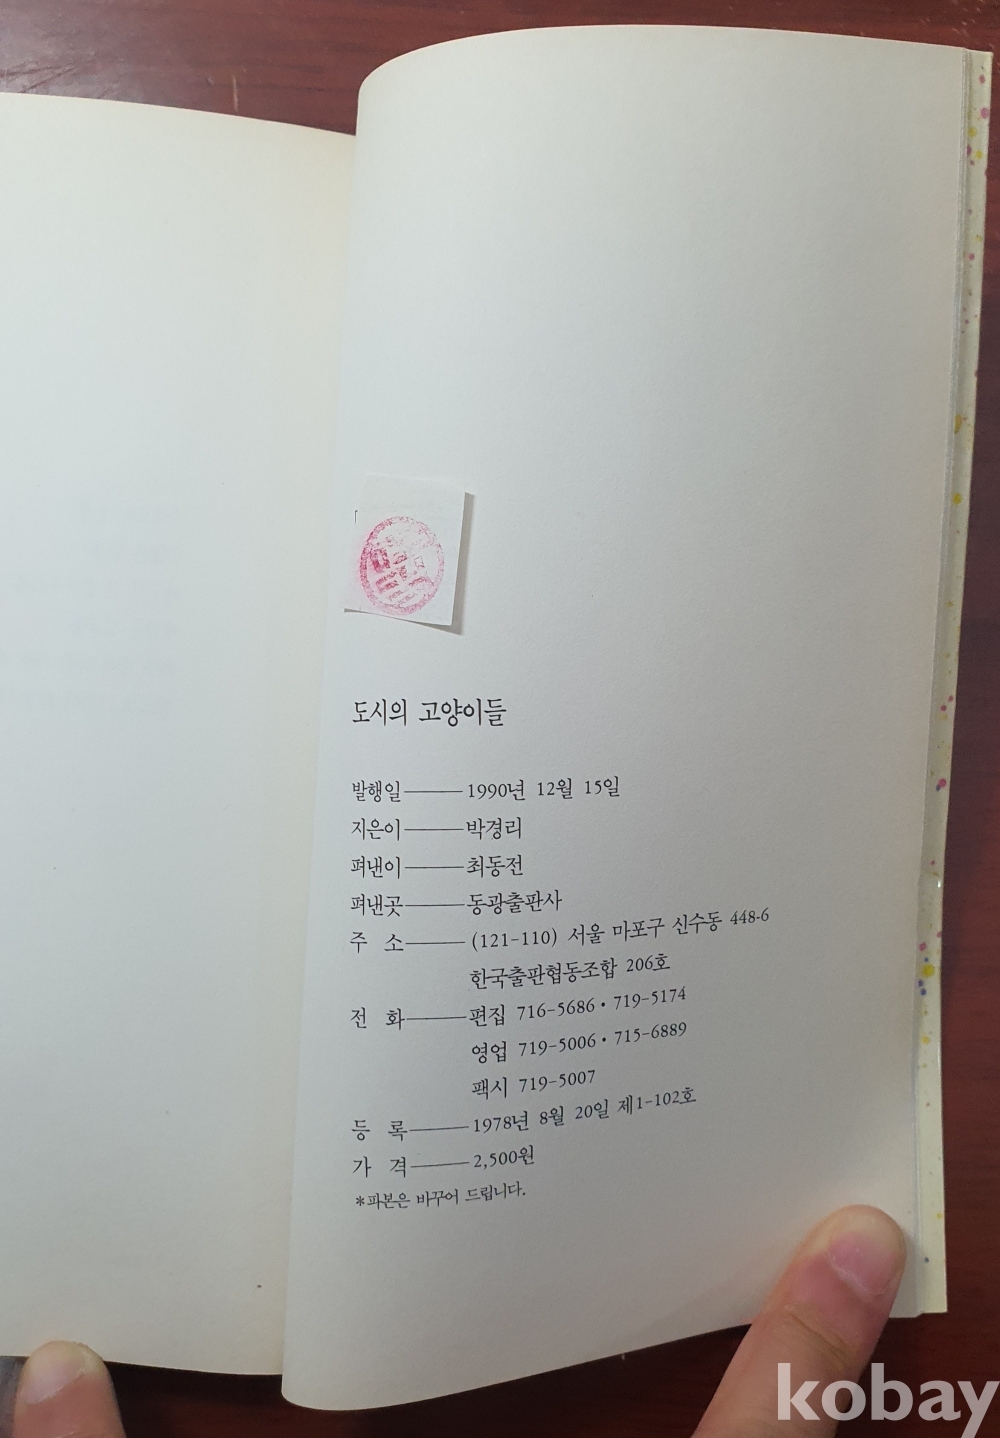 도시의 고양이들
발행일——1990년 12월 15일
지은이——박경리
펴낸이——최동전
펴낸곳——동광출판사
주 소——(121-110) 서울 마포구 신수동 448-6
한국출판협동조합 206호
전 화——편집 716-5686·719-5174
영업 719-5006·715-6889
팩시 719-5007
등 록——1978년 8월 20일 제1-102호
가 격——2,500원
*파본은 바꾸어 드립니다.
kobay